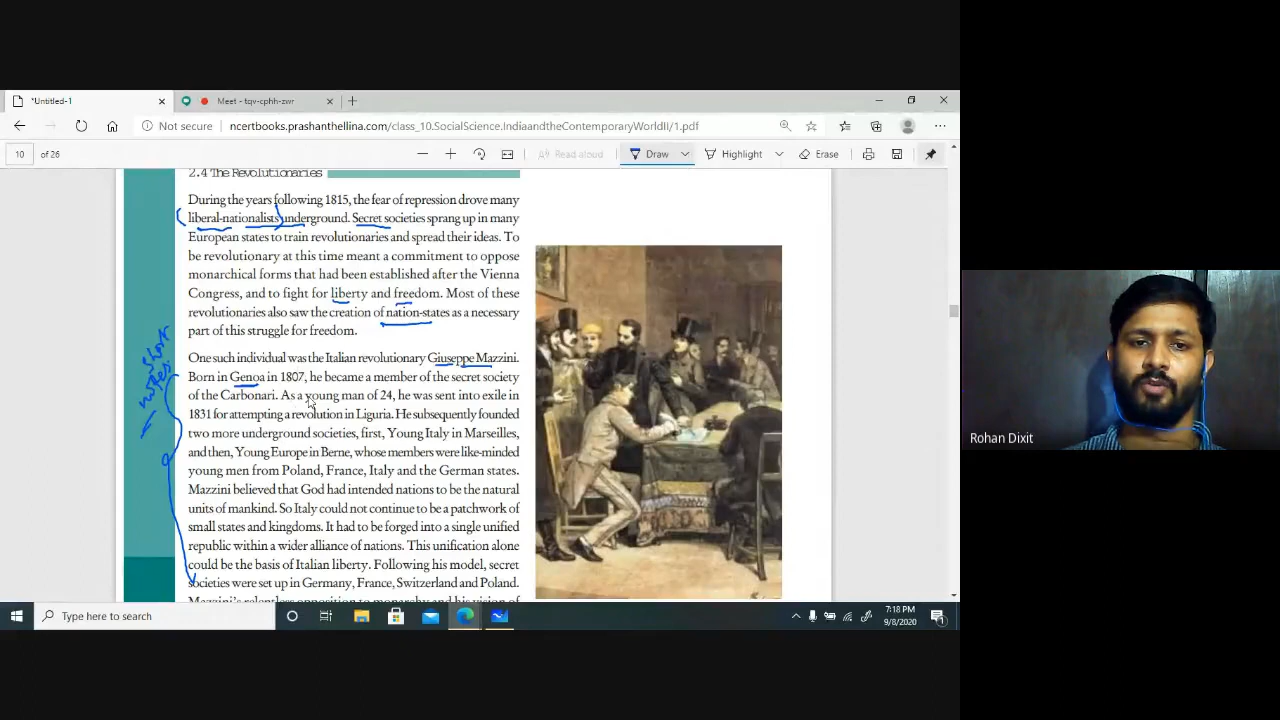 *Untitled-1
Meet - tqv-cphh-zwr
Not secure
ncertbooks.prashanthellina.com/class_10.SocialScience.IndiaandtheContemporaryWorldII/1.pdf
10 of 26
Read aloud
Draw
Highlight
Erase
2.4 The Revolutionaries
During the years following 1815, the fear of repression drove many
liberal-nationalists underground. Secret societies sprang up in many
European states to train revolutionaries and spread their ideas. To
be revolutionary at this time meant a commitment to oppose
monarchical forms that had been established after the Vienna
Congress, and to fight for liberty and freedom. Most of these
revolutionaries also saw the creation of nation-states as a necessary
part of this struggle for freedom.
short
notes
One such individual was the Italian revolutionary Giuseppe Mazzini.
Born in Genoa in 1807, he became a member of the secret society
of the Carbonari. As a young man of 24, he was sent into exile in
1831 for attempting a revolution in Liguria. He subsequently founded
two more underground societies, first, Young Italy in Marseilles,
and then, Young Europe in Berne, whose members were like-minded
young men from Poland, France, Italy and the German states.
Mazzini believed that God had intended nations to be the natural
units of mankind. So Italy could not continue to be a patchwork of
small states and kingdoms. It had to be forged into a single unified
republic within a wider alliance of nations. This unification alone
could be the basis of Italian liberty. Following his model, secret
societies were set up in Germany, France, Switzerland and Poland.
Mazzini's relentless opposition to monarchy and his vision of
Rohan Dixit
Type here to search
7:18 PM
9/8/2020
1